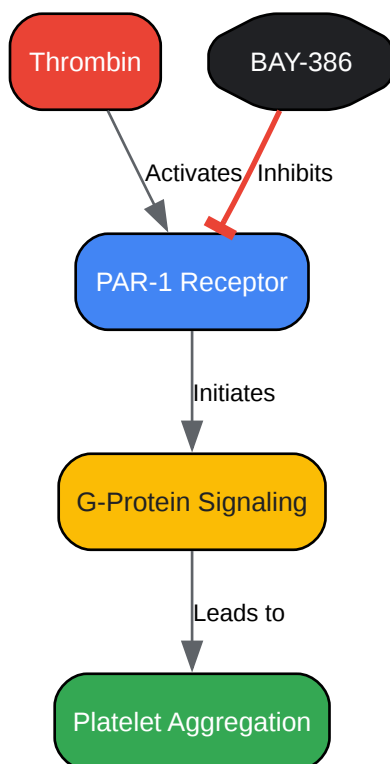 Thrombin
BAY-386
Activates
Inhibits
PAR-1 Receptor
Initiates
G-Protein Signaling
Leads to
Platelet Aggregation